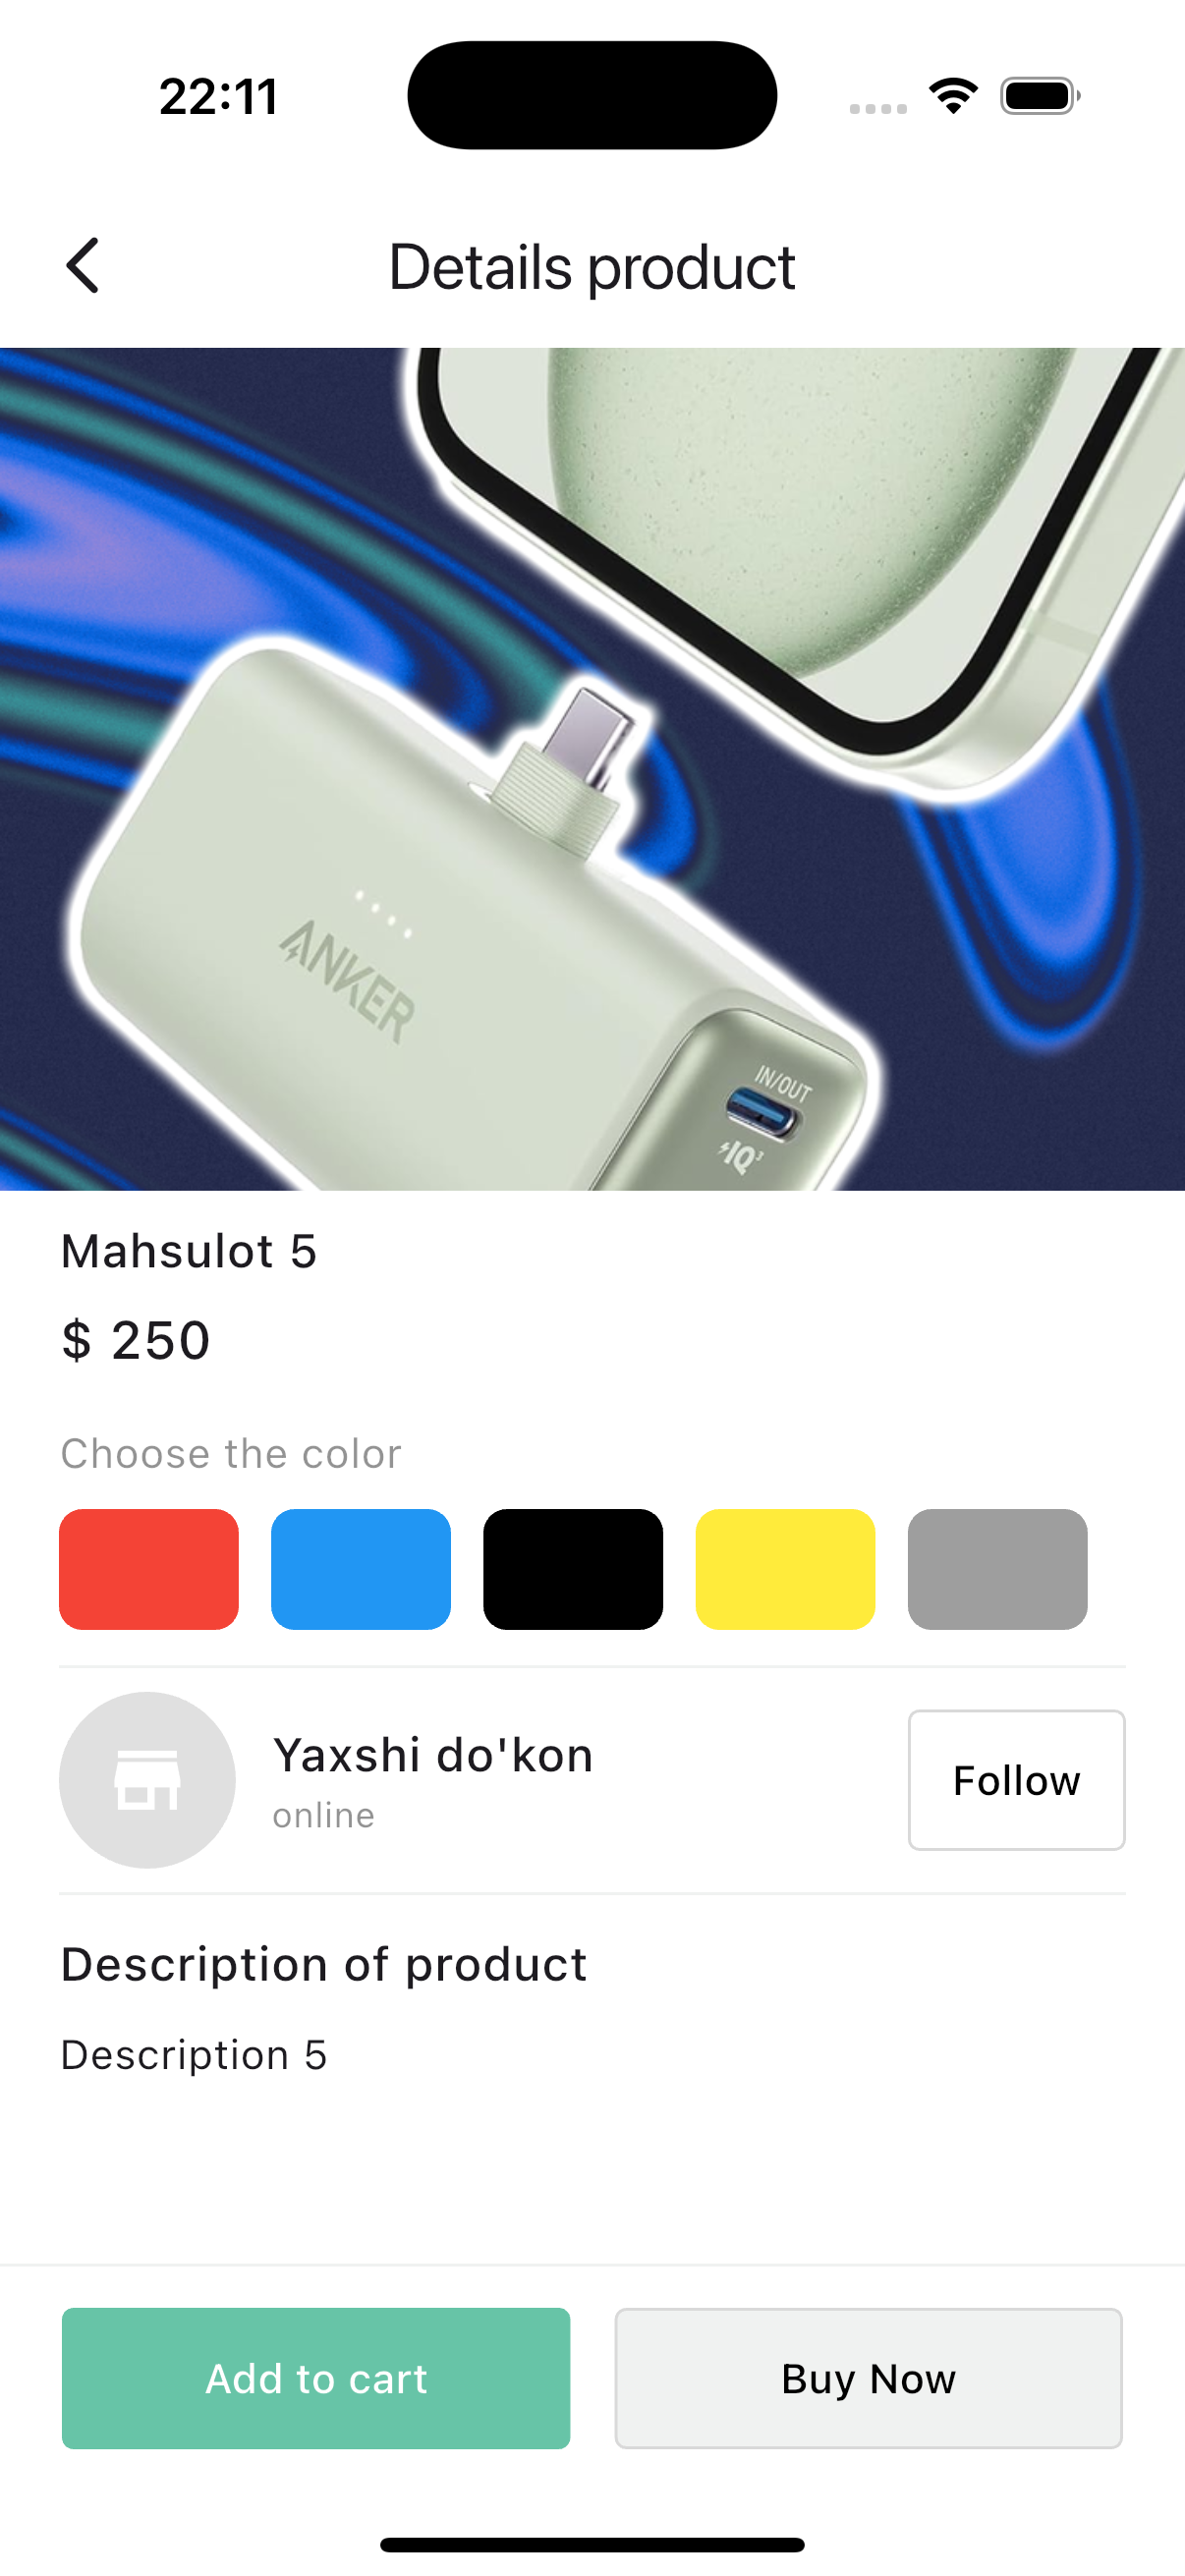 22:11
Details product
ANKER
IN/OUT
IQ³
Mahsulot 5
$ 250
Choose the color
Yaxshi do'kon
online
Follow
Description of product
Description 5
Add to cart
Buy Now